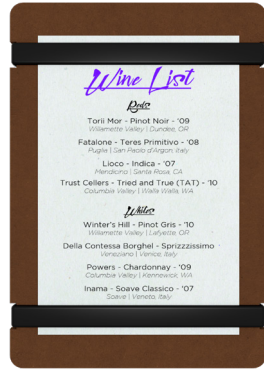 Wine List
Reds
Torii Mor - Pinot Noir - '09
Willamette Valley | Dundee, OR
Fatalone - Teres Primitivo - '08
Puglia | San Paolo d'Argon, Italy
Lioco - Indica - '07
Mendicino | Santa Rosa, CA
Trust Cellers - Tried and True (TAT) - '10
Columbia Valley | Walla Walla, WA
Whites
Winter's Hill - Pinot Gris - '10
Willamette Valley | Lafyette, OR
Della Contessa Borghel - Sprizzzissimo
Veneziano | Venice, Italy
Powers - Chardonnay - '09
Columbia Valley | Kennewick, WA
Inama - Soave Classico - '07
Soave | Veneto, Italy